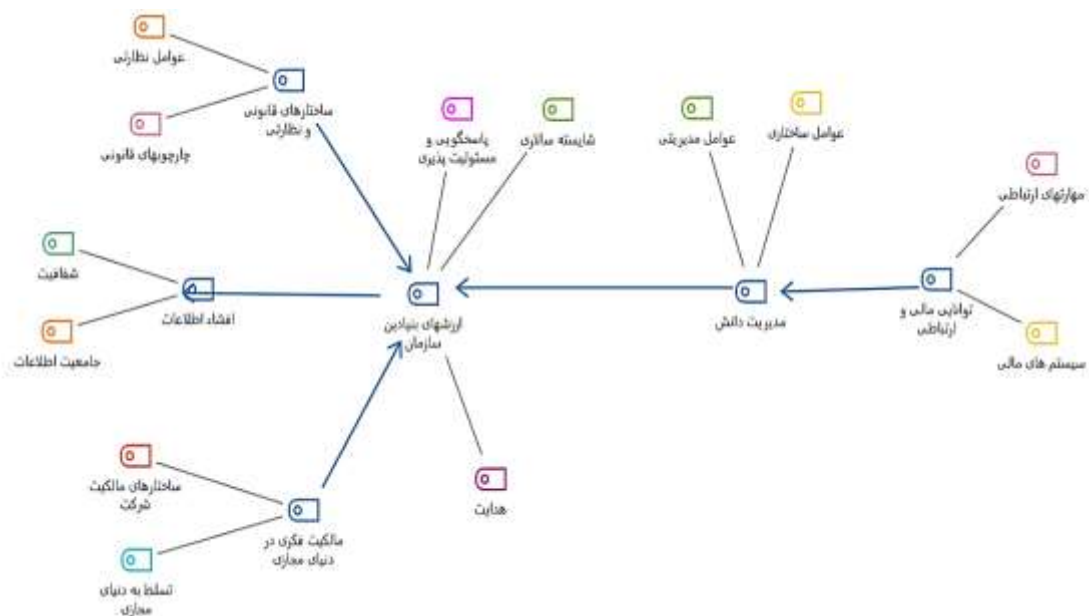 عوامل نظارتی
ساختارهای قانونی
و نظارتی
چارچوبهای قانونی
پاسخگویی و
مسئولیت پذیری
شایسته سالاری
عوامل مدیریتی
عوامل ساختاری
مهارتهای ارتباطی
شفافیت
افشاء اطلاعات
جامعیت اطلاعات
ارزشهای بنیادین
سازمان
مدیریت دانش
توانایی مالی و
ارتباطی
سیستم های مالی
ساختارهای مالکیت
شرکت
هدایت
مالکیت فکری در
دنیای مجازی
تسلط به دنیای
مجازی